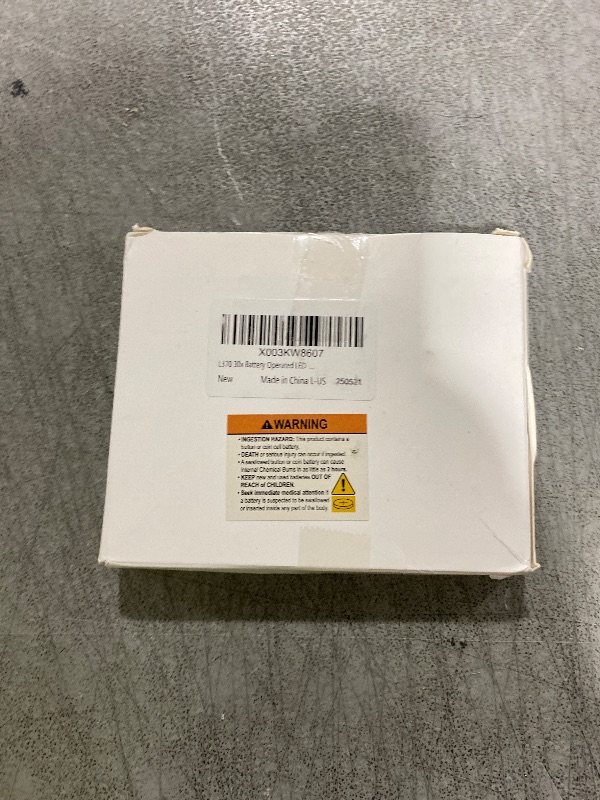 X003KW8607
L370 30x Battery Operated LED ...
New Made in China L-US 250521
WARNING
• INGESTION HAZARD: This product contains a
button or coin cell battery.
• DEATH or serious injury can occur if ingested.
• A swallowed button or coin battery can cause
Internal Chemical Burns in as little as 2 hours.
• KEEP new and used batteries OUT OF
REACH of CHILDREN.
• Seek immediate medical attention if
a battery is suspected to be swallowed
or inserted inside any part of the body.